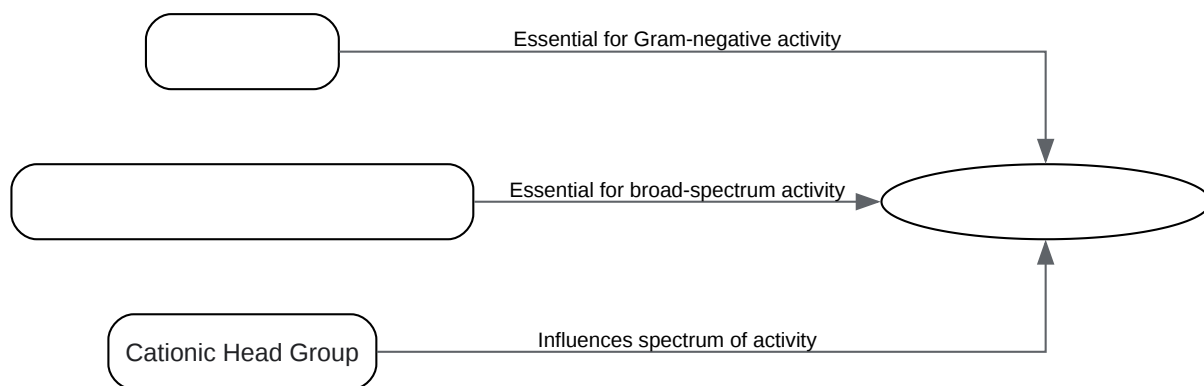 Essential for Gram-negative activity
Essential for broad-spectrum activity
Cationic Head Group
Influences spectrum of activity